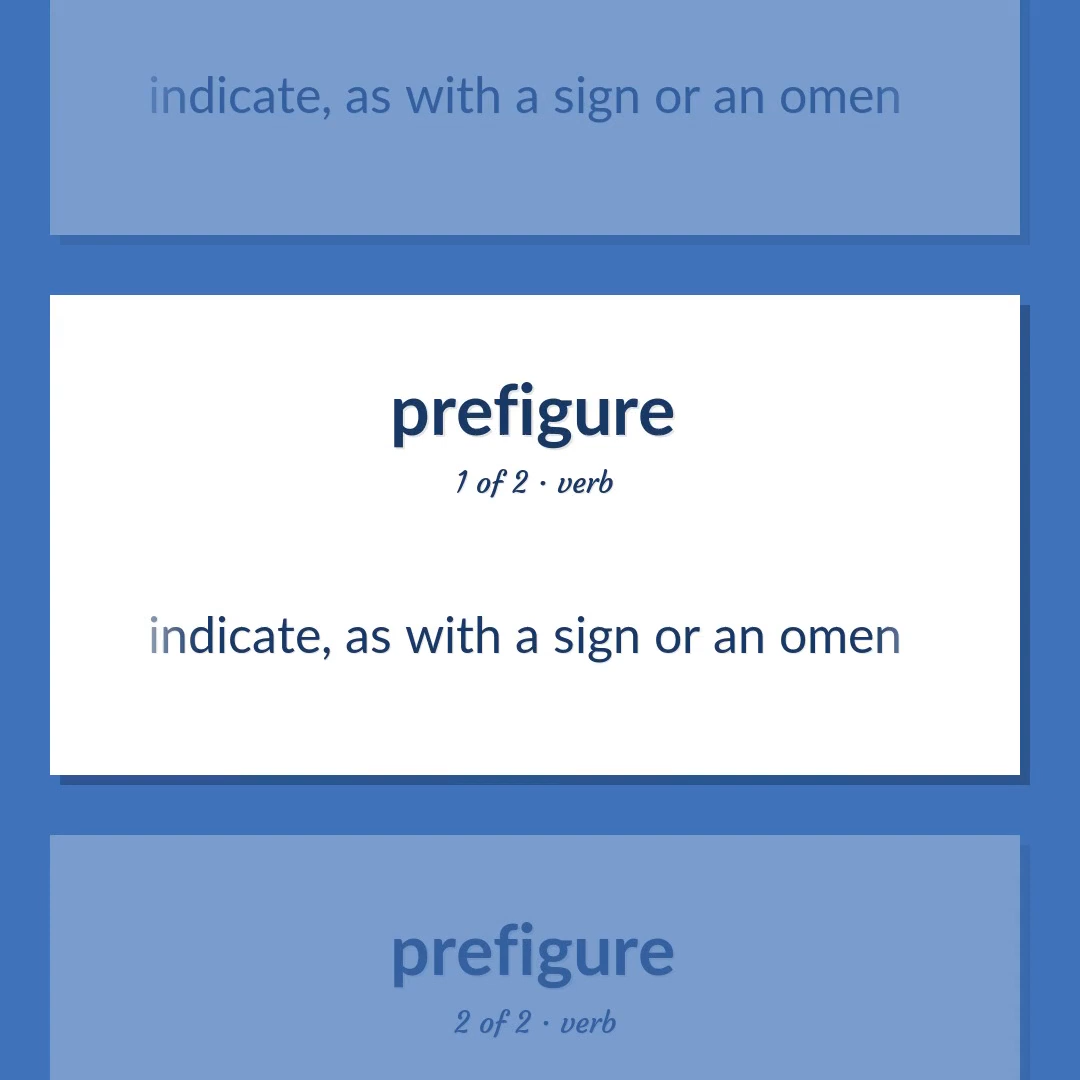 indicate, as with a sign or an omen
prefigure
1 of 2 · verb
indicate, as with a sign or an omen
prefigure
2 of 2 · verb